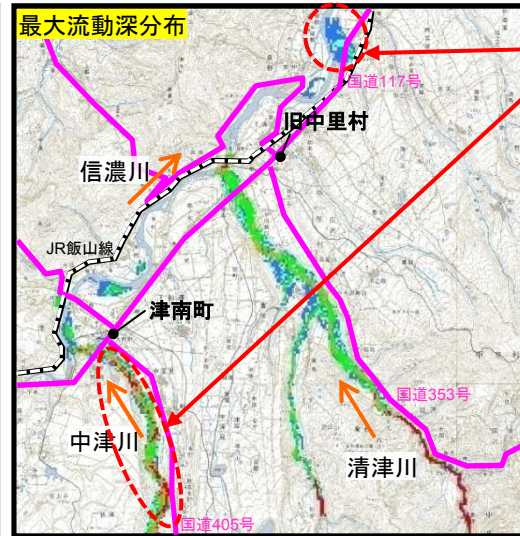 最大流動深分布
国道117号
旧中里村
信濃川
JR飯山線
津南町
国道353号
中津川
清津川
国道405号